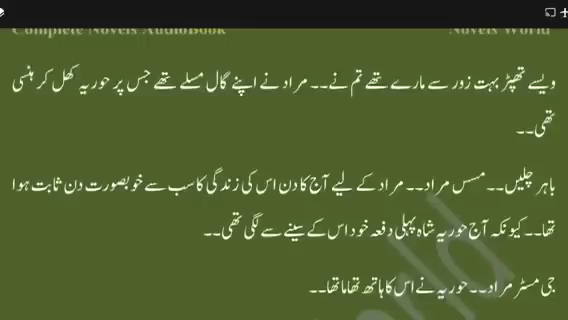 Complete Novels AudioBook Novels World
ویسے تھپڑ بہت زور سے مارے تھے تم نے۔۔ مراد نے اپنے گال مسلے تھے جس پر حوریہ کھل کر ہنسی
تھی۔۔
باہر چلیں۔۔ مسس مراد۔۔ مراد کے لیے آج کا دن اس کی زندگی کا سب سے خوبصورت دن ثابت ہوا
تھا۔۔ کیونکہ آج حوریہ شاہ پہلی دفعہ خود اس کے سینے سے لگی تھی۔۔
جی مسٹر مراد۔۔ حوریہ نے اس کا ہاتھ تھاما تھا۔۔